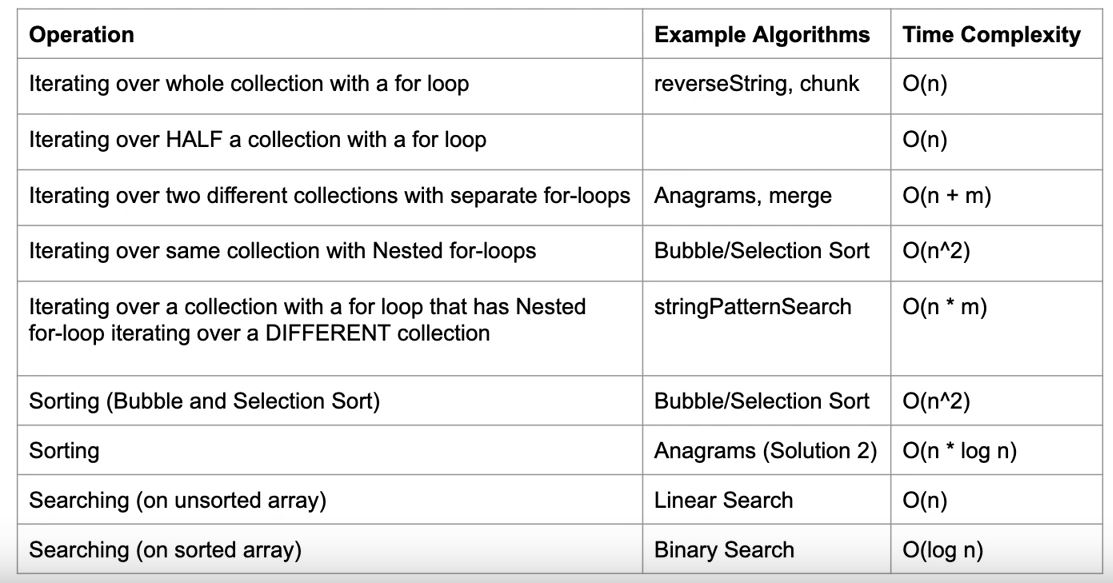 Operation Example Algorithms Time Complexity
Iterating over whole collection with a for loop reverseString, chunk O(n)
Iterating over HALF a collection with a for loop O(n)
Iterating over two different collections with separate for-loops Anagrams, merge O(n + m)
Iterating over same collection with Nested for-loops Bubble/Selection Sort O(n^2)
Iterating over a collection with a for loop that has Nested stringPatternSearch O(n * m)
for-loop iterating over a DIFFERENT collection
Sorting (Bubble and Selection Sort) Bubble/Selection Sort O(n^2)
Sorting Anagrams (Solution 2) O(n * log n)
Searching (on unsorted array) Linear Search O(n)
Searching (on sorted array) Binary Search O(log n)